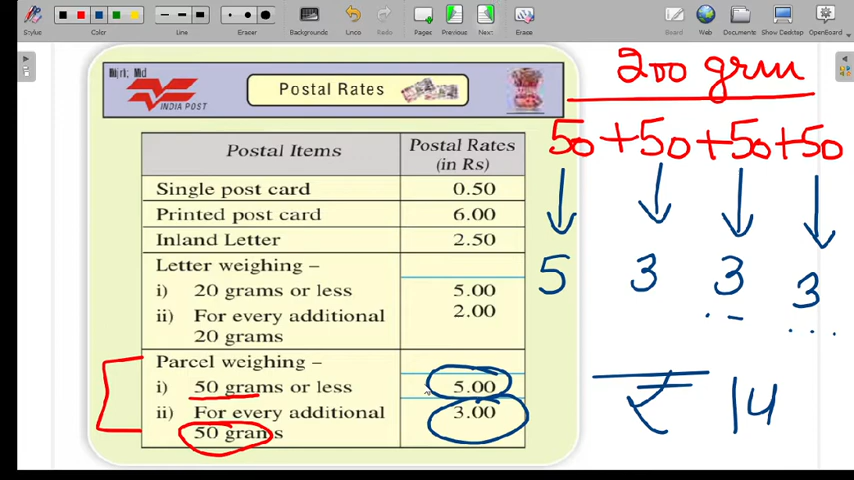 Stylus
Color
Line
Eraser
Backgrounds
Undo
Redo
Pages
Previous
Next
Erase
Board
Web
Show Desktop
OpenBoard
INDIA POST
Postal Rates
200 grm
50 + 50 + 50 + 50
Postal Items
Postal Rates
(in Rs)
Single post card 0.50
Printed post card 6.00
Inland Letter 2.50
Letter weighing –
i) 20 grams or less 5.00
ii) For every additional 2.00
20 grams
Parcel weighing –
i) 50 grams or less 5.00
ii) For every additional 3.00
50 grams
5 3 3 3
₹ 14